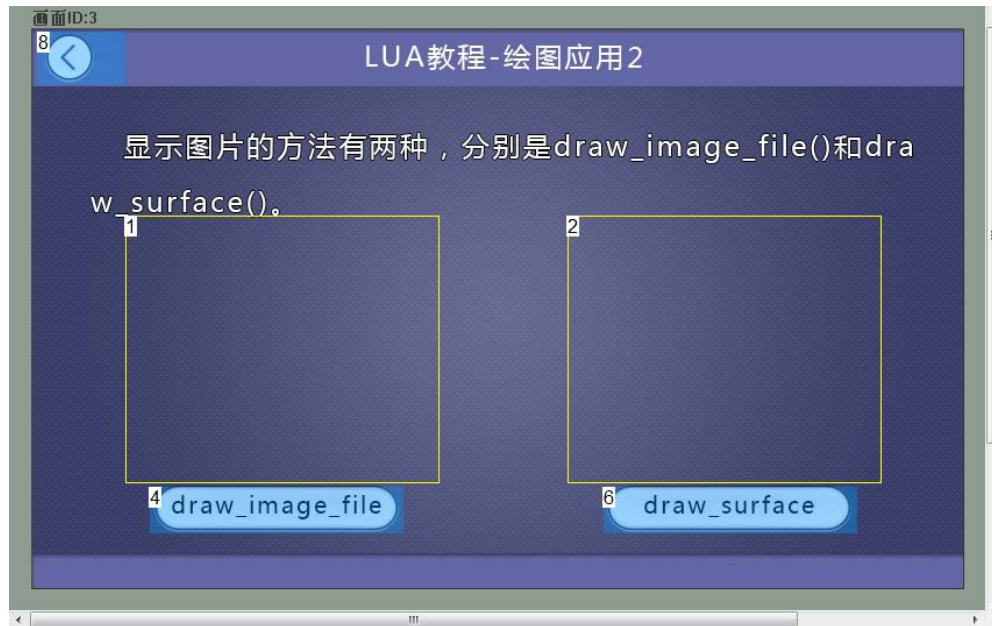 画面ID:3
8
LUA教程-绘图应用2
显示图片的方法有两种，分别是draw_image_file()和dra
w_surface()。
1
2
4
draw_image_file
6
draw_surface